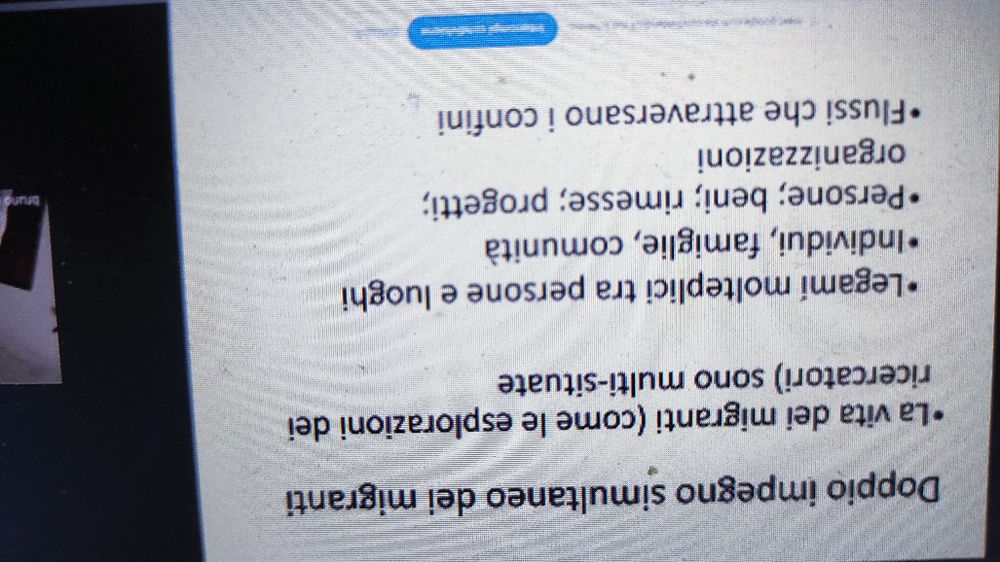 Doppio impegno simultaneo dei migranti
•La vita dei migranti (come le esplorazioni dei
ricercatori) sono multi-situate
•Legami molteplici tra persone e luoghi
•Individui, famiglie, comunità
•Persone; beni; rimesse; progetti;
organizzazioni
•Flussi che attraversano i confini
bruno